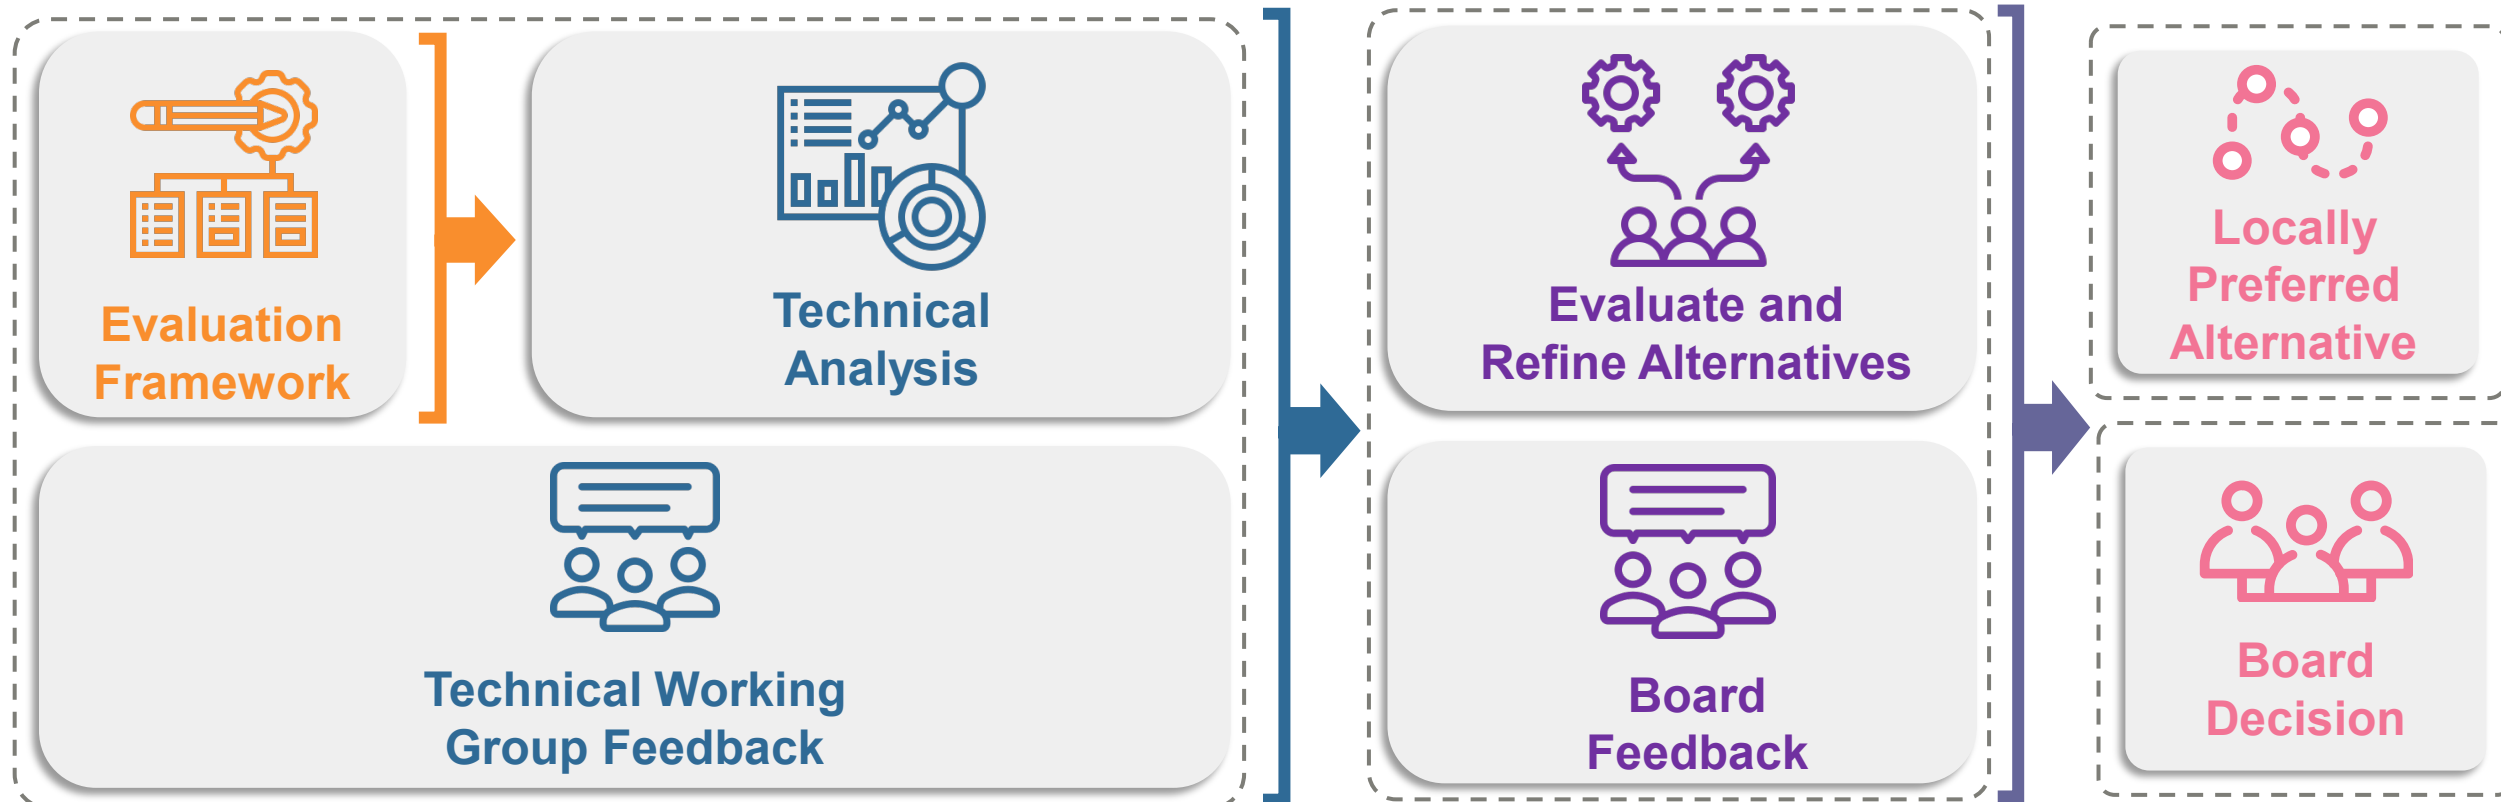 Evaluation
Framework
Technical
Analysis
Technical Working
Group Feedback
Evaluate and
Refine Alternatives
Board
Feedback
Locally
Preferred
Alternative
Board
Decision